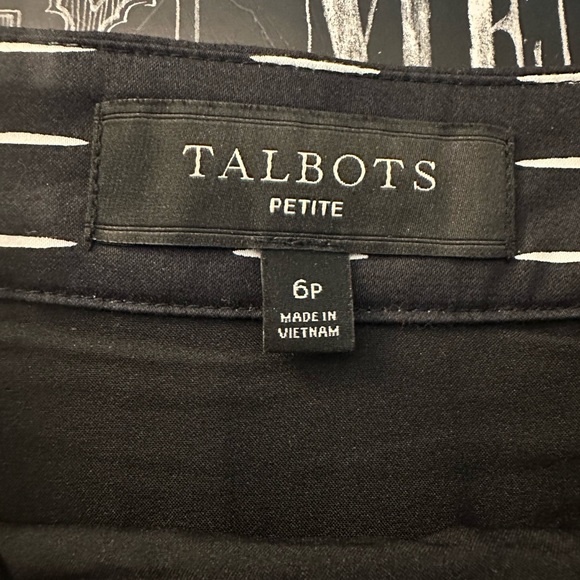 TALBOTS
PETITE
6P
MADE IN
VIETNAM